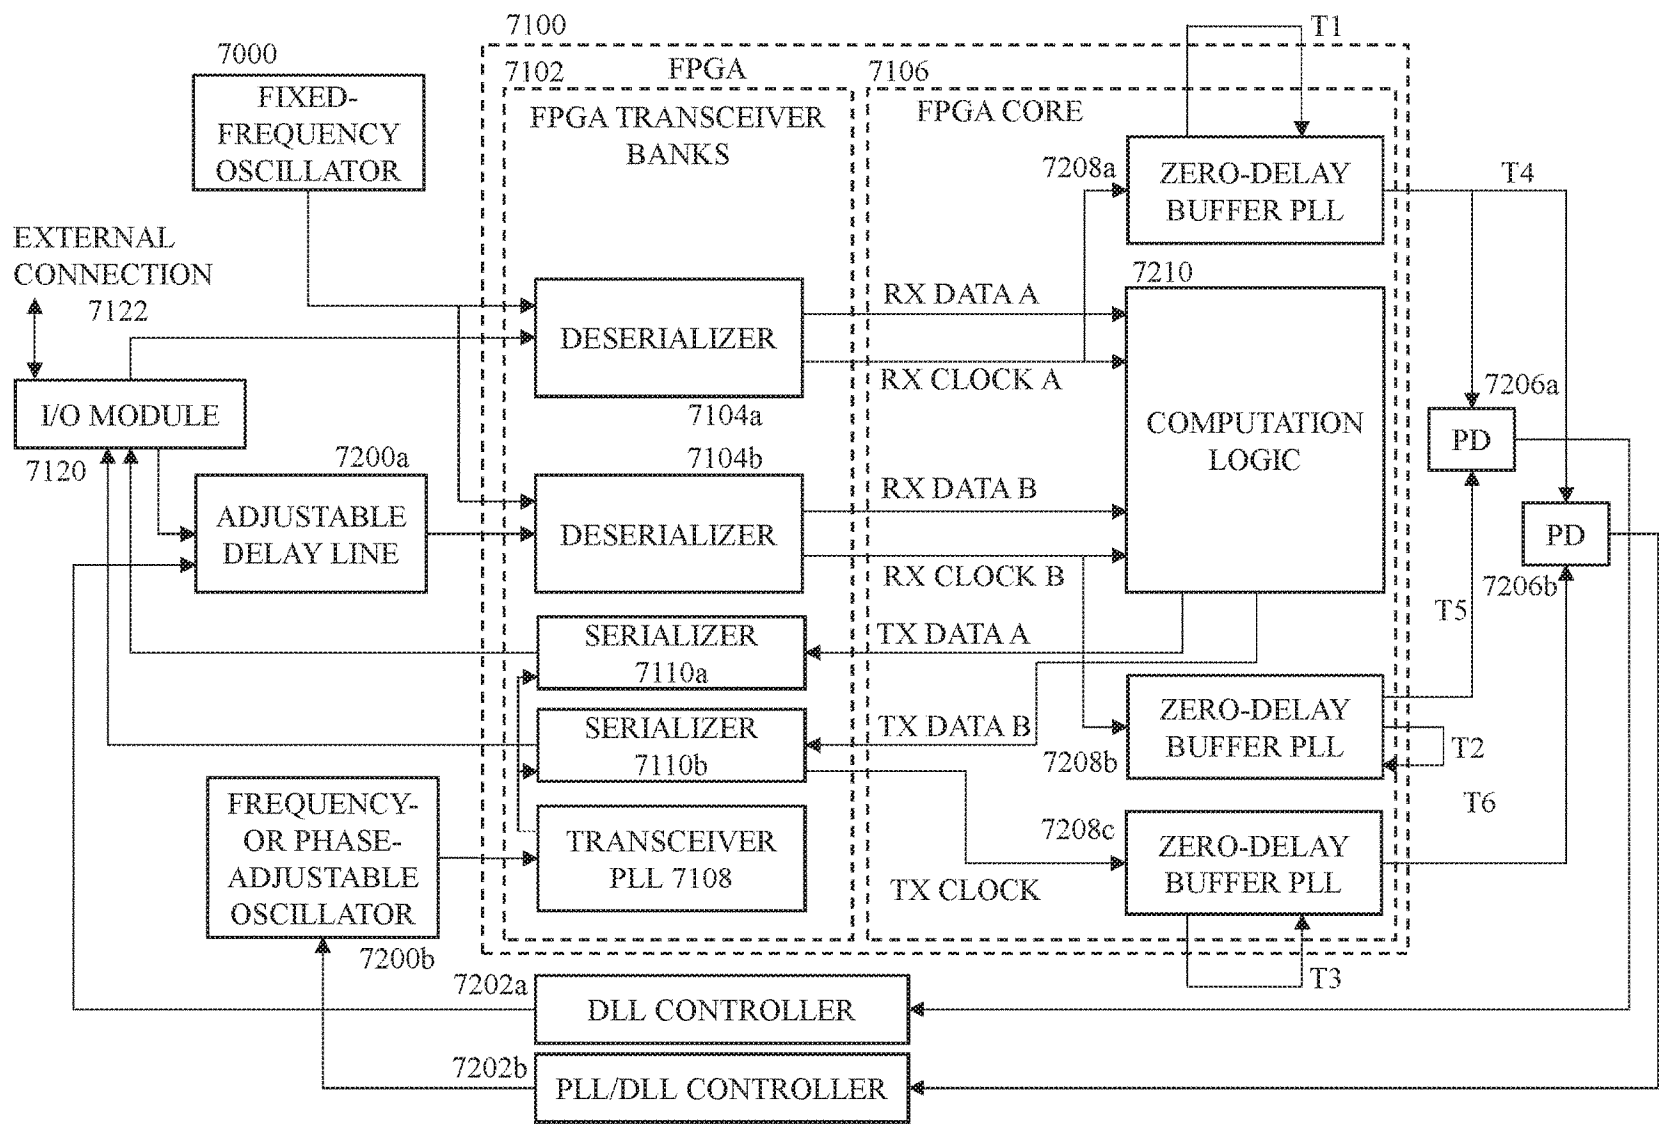 7100
T1
7000
7102
FPGA
7106
FIXED-
FREQUENCY
OSCILLATOR
FPGA TRANSCEIVER
BANKS
FPGA CORE
7208a
ZERO-DELAY
BUFFER PLL
T4
EXTERNAL
CONNECTION
7122
7210
RX DATA A
DESERIALIZER
RX CLOCK A
7104a
I/O MODULE
7120
7206a
PD
COMPUTATION
LOGIC
7200a
7104b
ADJUSTABLE
DELAY LINE
RX DATA B
DESERIALIZER
RX CLOCK B
PD
7206b
T5
SERIALIZER
7110a
TX DATA A
SERIALIZER
7110b
TX DATA B
ZERO-DELAY
BUFFER PLL
7208b
T2
T6
FREQUENCY-
OR PHASE-
ADJUSTABLE
OSCILLATOR
7200b
TRANSCEIVER
PLL 7108
TX CLOCK
7208c
ZERO-DELAY
BUFFER PLL
T3
7202a
DLL CONTROLLER
7202b
PLL/DLL CONTROLLER